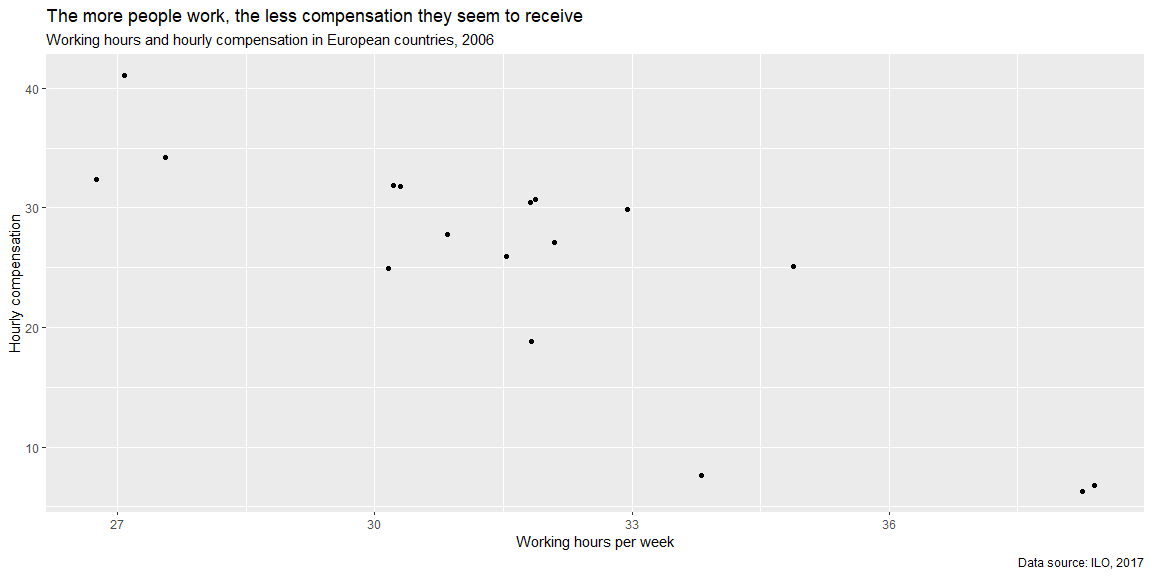 The more people work, the less compensation they seem to receive
Working hours and hourly compensation in European countries, 2006
Hourly compensation
40
30
20
10
27 30 33 36
Working hours per week
Data source: ILO, 2017